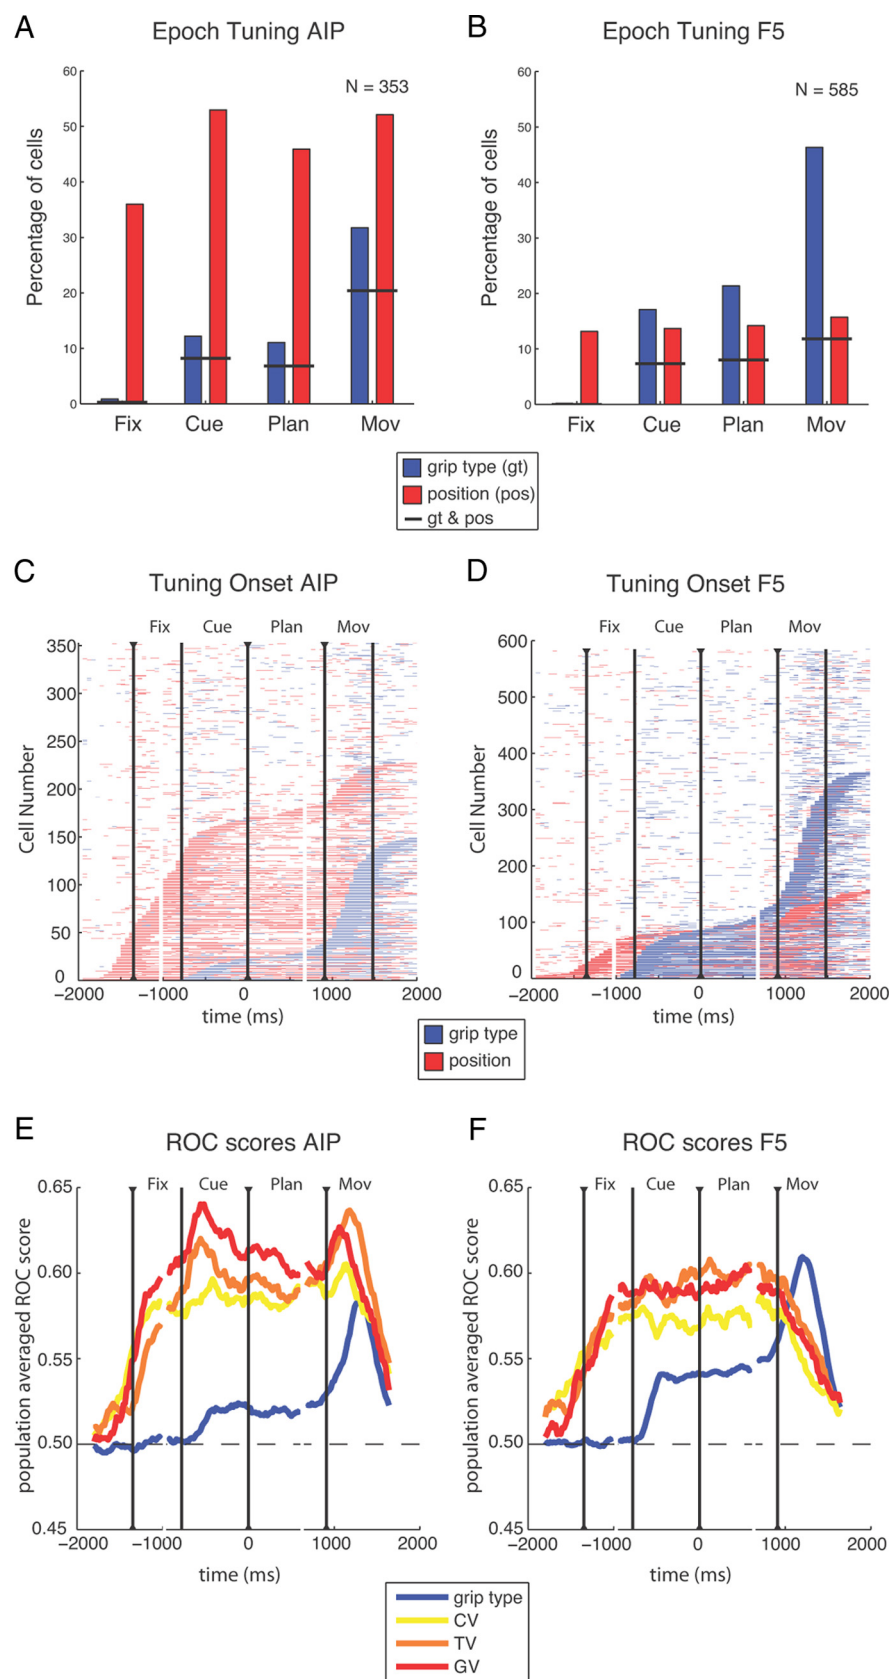 A
Epoch Tuning AIP
B
Epoch Tuning F5
Percentage of cells
60
50
40
30
20
10
0
N = 353
Fix Cue Plan Mov
Percentage of cells
60
50
40
30
20
10
0
N = 585
Fix Cue Plan Mov
grip type (gt)
position (pos)
gt & pos
C
Tuning Onset AIP
D
Tuning Onset F5
Fix Cue Plan Mov
Cell Number
350
300
250
200
150
100
50
0
−2000 −1000 0 1000 2000
time (ms)
Fix Cue Plan Mov
Cell Number
600
500
400
300
200
100
0
−2000 −1000 0 1000 2000
time (ms)
grip type
position
E
ROC scores AIP
F
ROC scores F5
Fix Cue Plan Mov
population averaged ROC score
0.65
0.60
0.55
0.50
0.45
−2000 −1000 0 1000 2000
time (ms)
Fix Cue Plan Mov
population averaged ROC score
0.65
0.60
0.55
0.50
0.45
−2000 −1000 0 1000 2000
time (ms)
grip type
CV
TV
GV